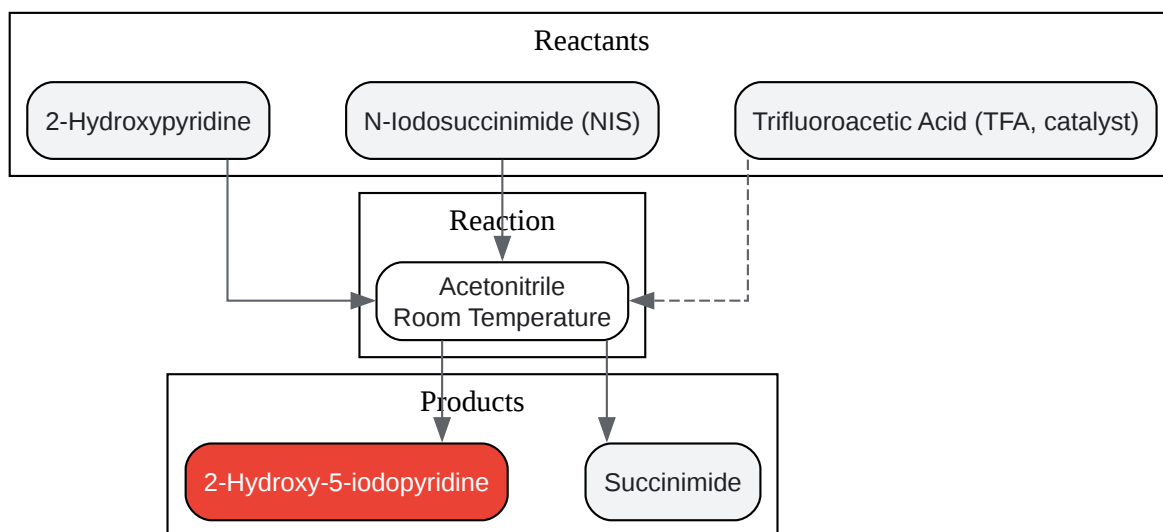 Reactants
2-Hydroxypyridine
N-Iodosuccinimide (NIS)
Trifluoroacetic Acid (TFA, catalyst)
Reaction
Acetonitrile
Room Temperature
Products
2-Hydroxy-5-iodopyridine
Succinimide